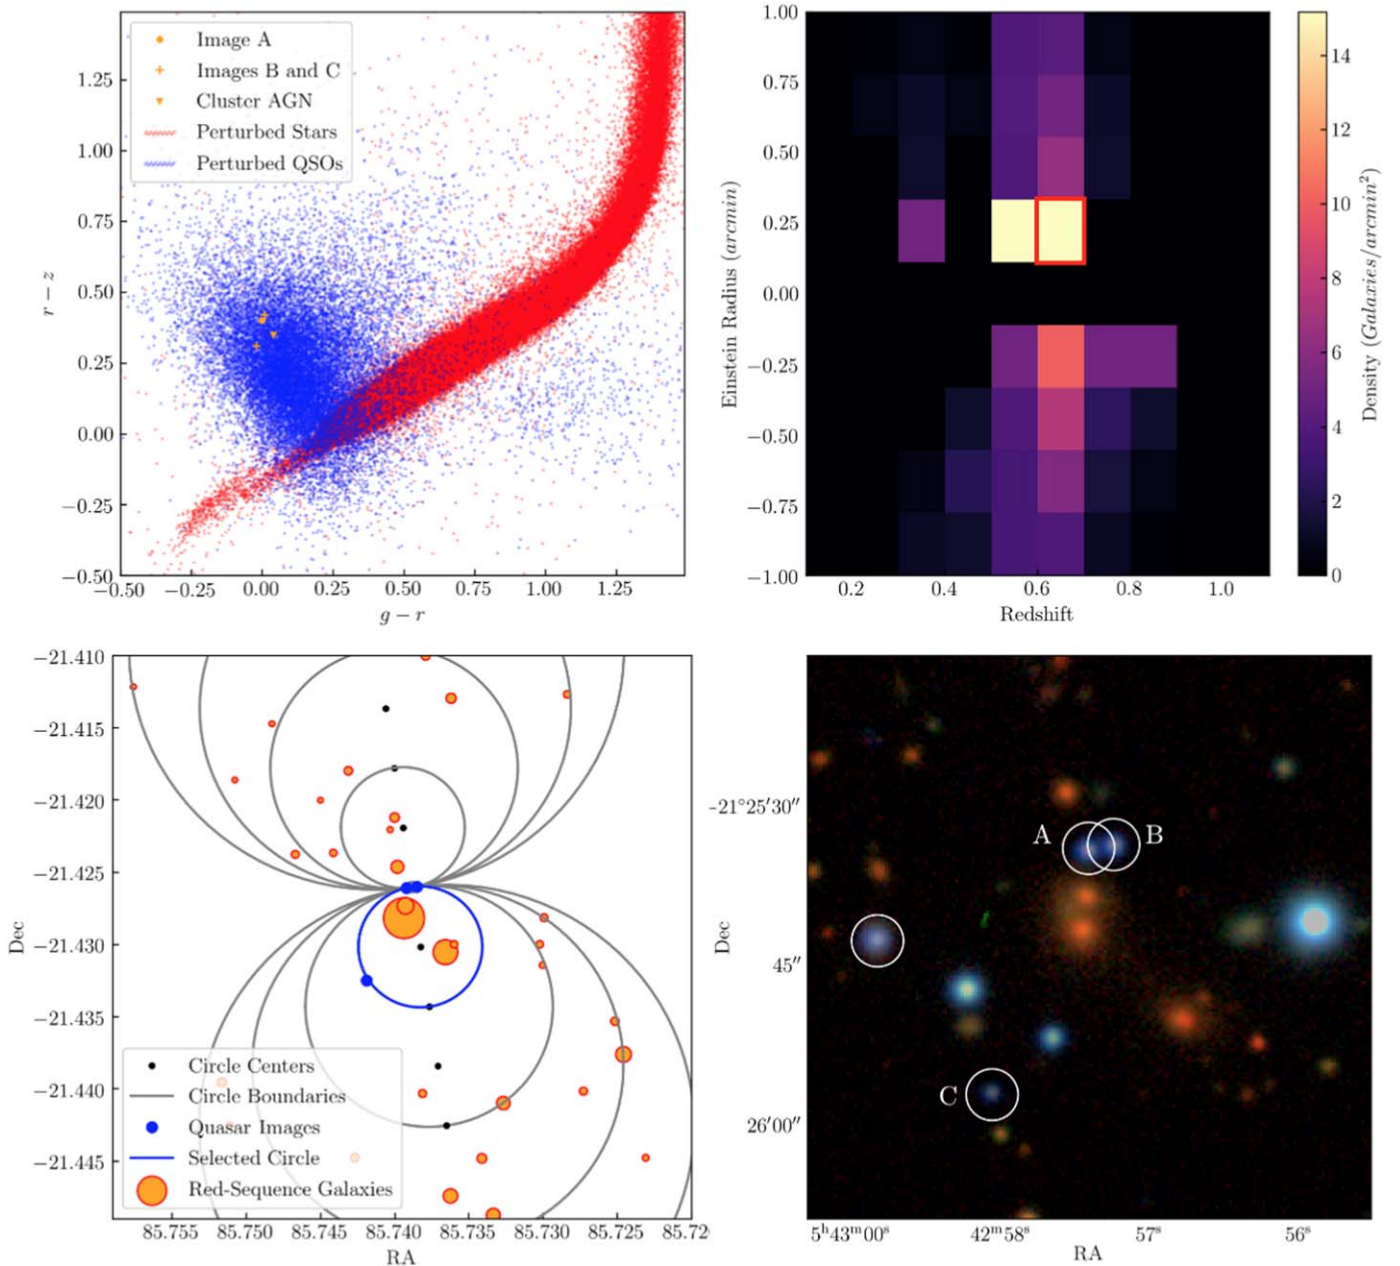 Image A
Images B and C
Cluster AGN
Perturbed Stars
Perturbed QSOs
1.25
1.00
0.75
0.50
0.25
0.00
−0.25
−0.50
r − z
−0.50 −0.25 0.00 0.25 0.50 0.75 1.00 1.25
g − r
1.00
0.75
0.50
0.25
0.00
−0.25
−0.50
−0.75
−1.00
Einstein Radius (arcmin)
0.2 0.4 0.6 0.8 1.0
Redshift
14
12
10
8
6
4
2
0
Density (Galaxies/arcmin²)
−21.410
−21.415
−21.420
−21.425
−21.430
−21.435
−21.440
−21.445
Dec
Circle Centers
Circle Boundaries
Quasar Images
Selected Circle
Red-Sequence Galaxies
85.755 85.750 85.745 85.740 85.735 85.730 85.725 85.72
RA
-21°25′30″
45″
26′00″
Dec
A
B
C
5ʰ43ᵐ00ˢ 42ᵐ58ˢ 57ˢ 56ˢ
RA